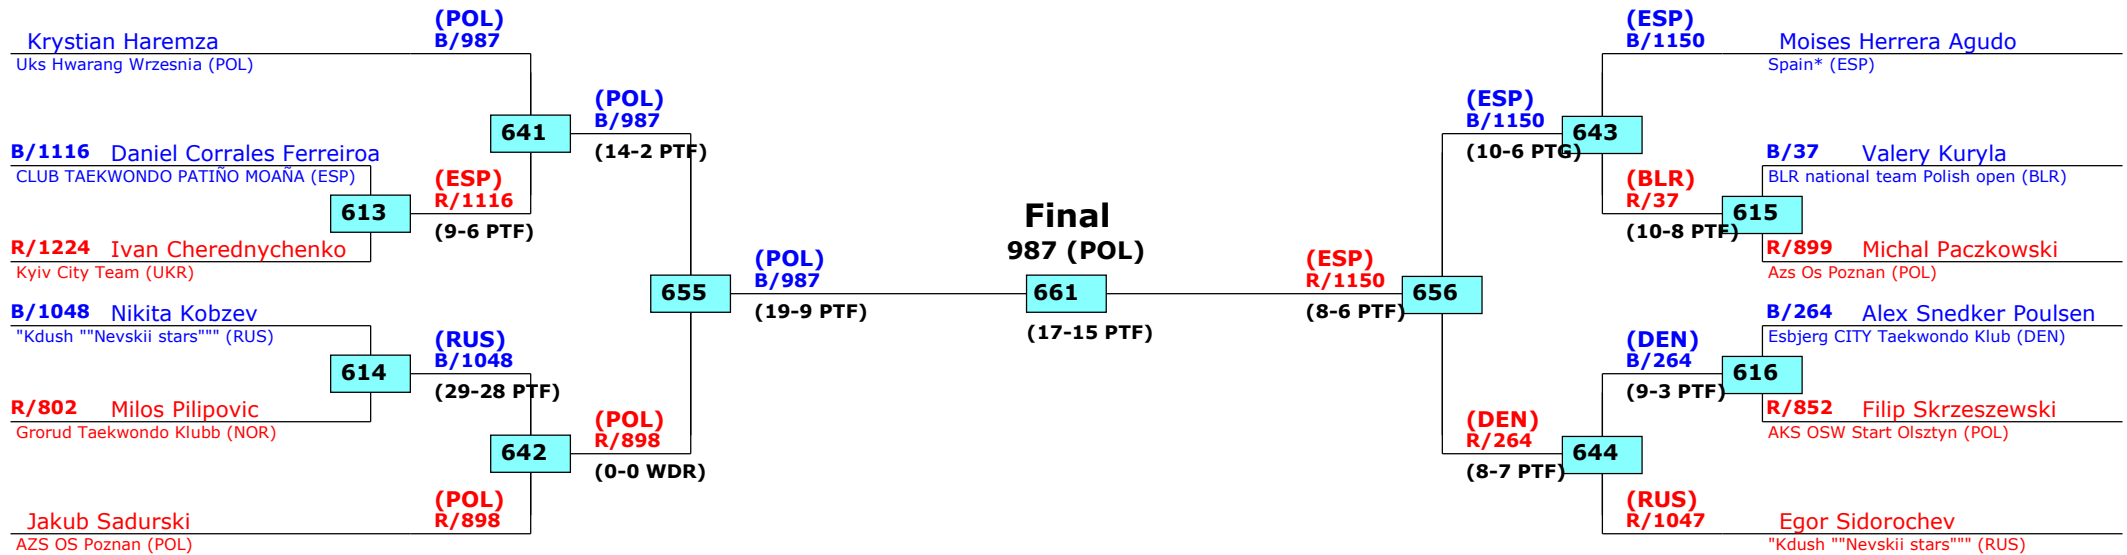 (POL)
Krystian Haremza B/987
Uks Hwarang Wrzesnia (POL)
641
(POL)
B/987
(14-2 PTF)
B/1116 Daniel Corrales Ferreiroa
CLUB TAEKWONDO PATIÑO MOAÑA (ESP)
613
(ESP)
R/1116
(9-6 PTF)
R/1224 Ivan Cherednychenko
Kyiv City Team (UKR)
655
(POL)
B/987
(19-9 PTF)
B/1048 Nikita Kobzev
"Kdush ""Nevskii stars""" (RUS)
614
(RUS)
B/1048
(29-28 PTF)
R/802 Milos Pilipovic
Grorud Taekwondo Klubb (NOR)
642
(POL)
R/898
(0-0 WDR)
(POL)
Jakub Sadurski R/898
AZS OS Poznan (POL)
Final
987 (POL)
661
(17-15 PTF)
(ESP)
R/1150
(8-6 PTF)
656
(ESP)
B/1150
(10-6 PTG)
643
(ESP)
B/1150 Moises Herrera Agudo
Spain* (ESP)
B/37 Valery Kuryla
BLR national team Polish open (BLR)
(BLR)
R/37
(10-8 PTF)
615
R/899 Michal Paczkowski
Azs Os Poznan (POL)
B/264 Alex Snedker Poulsen
Esbjerg CITY Taekwondo Klub (DEN)
(DEN)
B/264
(9-3 PTF)
616
R/852 Filip Skrzeszewski
AKS OSW Start Olsztyn (POL)
(DEN)
R/264
(8-7 PTF)
644
(RUS)
R/1047 Egor Sidorochev
"Kdush ""Nevskii stars""" (RUS)